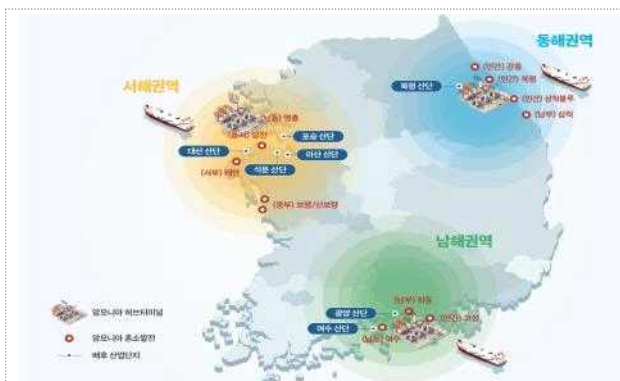 동해권역
(민간) 강릉
(민간) 북평
북평 산단
(민간) 삼척블루
(남부) 삼척
서해권역
(남동) 영흥
(동서) 당진
포승 산단
대산 산단
아산 산단
(서부) 태안
석문 산단
(중부) 보령/신보령
남해권역
(남부) 하동
광양 산단
(민간) 고성
여수 산단
(남동) 여수
암모니아 허브터미널
암모니아 혼소발전
배후 산업단지